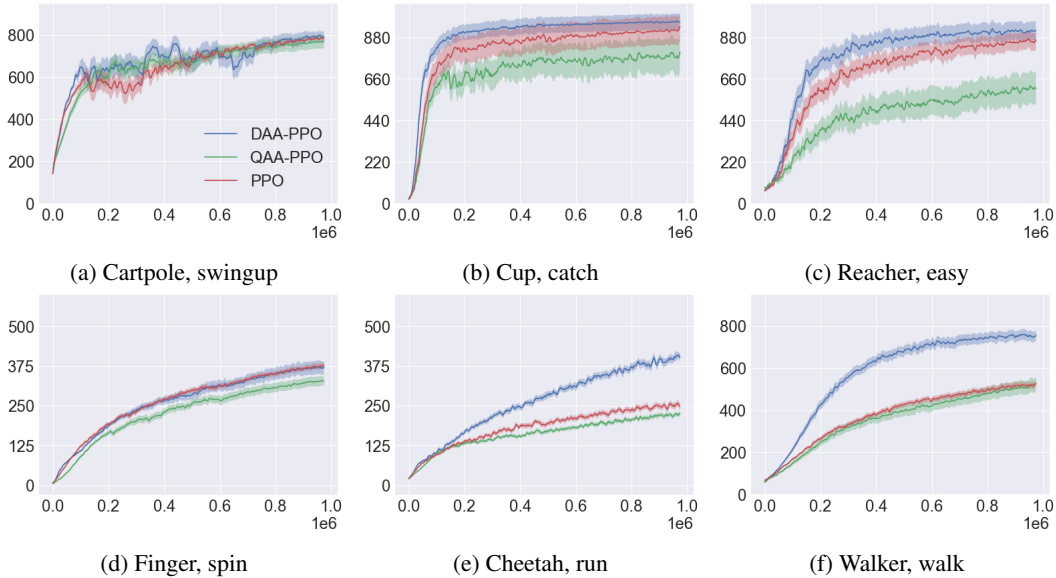 800
600
400
200
0
0.0 0.2 0.4 0.6 0.8 1.0
1e6
DAA-PPO
QAA-PPO
PPO
(a) Cartpole, swingup
880
660
440
220
0
0.0 0.2 0.4 0.6 0.8 1.0
1e6
(b) Cup, catch
880
660
440
220
0
0.0 0.2 0.4 0.6 0.8 1.0
1e6
(c) Reacher, easy
500
375
250
125
0
0.0 0.2 0.4 0.6 0.8 1.0
1e6
(d) Finger, spin
500
375
250
125
0
0.0 0.2 0.4 0.6 0.8 1.0
1e6
(e) Cheetah, run
800
600
400
200
0
0.0 0.2 0.4 0.6 0.8 1.0
1e6
(f) Walker, walk